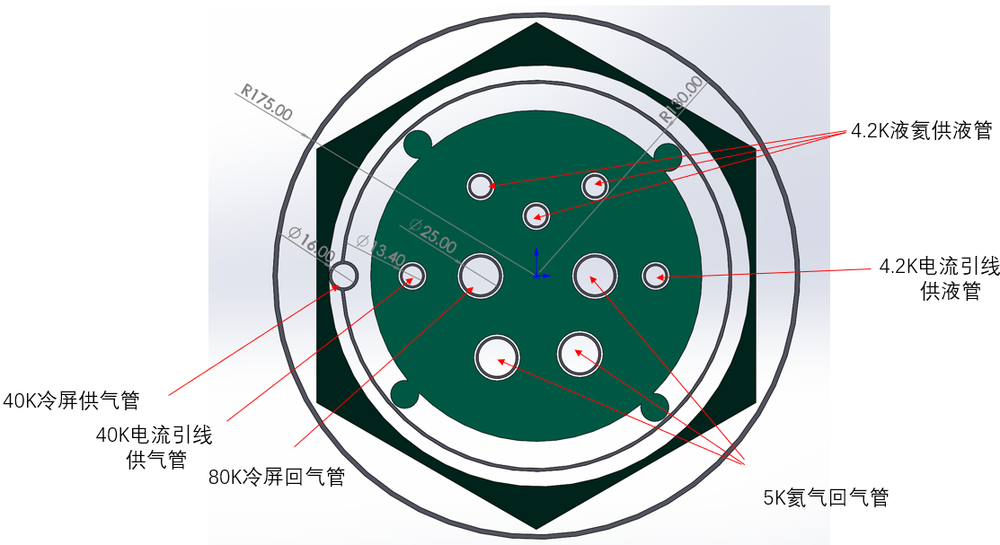 R175.00
R130.00
4.2K液氦供液管
⌀16.00
⌀13.40
⌀25.00
4.2K电流引线
供液管
40K冷屏供气管
40K电流引线
供气管
80K冷屏回气管
5K氦气回气管